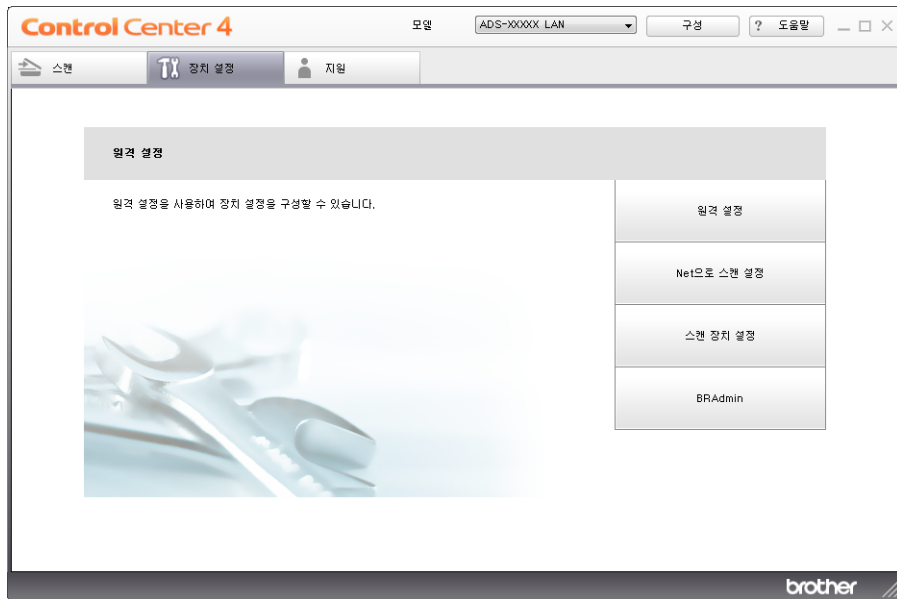 Control Center 4
모델
ADS-XXXXX LAN
구성
? 도움말
스캔
장치 설정
지원
원격 설정
원격 설정을 사용하여 장치 설정을 구성할 수 있습니다.
원격 설정
Net으로 스캔 설정
스캔 장치 설정
BRAdmin
brother